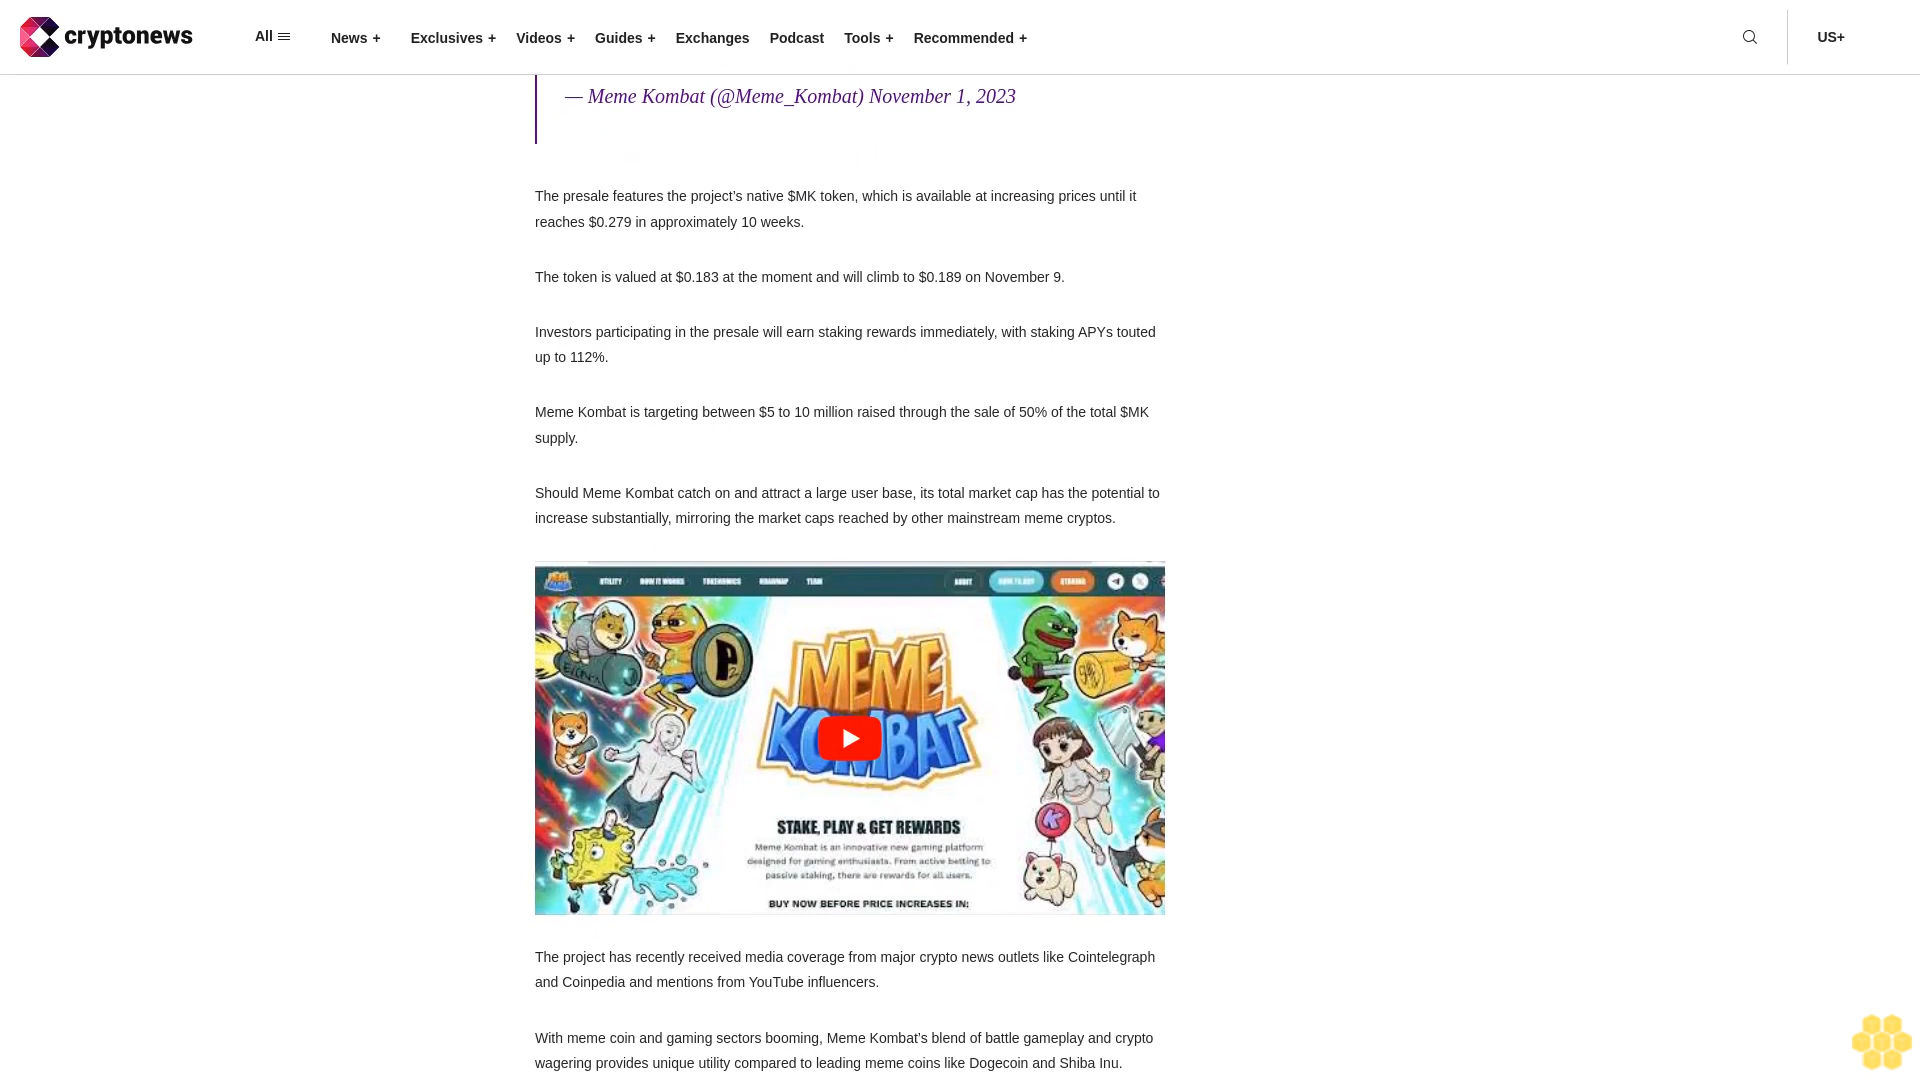 cryptonews
All
News +
Exclusives +
Videos +
Guides +
Exchanges
Podcast
Tools +
Recommended +
US+
— Meme Kombat (@Meme_Kombat) November 1, 2023
The presale features the project’s native $MK token, which is available at increasing prices until it
reaches $0.279 in approximately 10 weeks.
The token is valued at $0.183 at the moment and will climb to $0.189 on November 9.
Investors participating in the presale will earn staking rewards immediately, with staking APYs touted
up to 112%.
Meme Kombat is targeting between $5 to 10 million raised through the sale of 50% of the total $MK
supply.
Should Meme Kombat catch on and attract a large user base, its total market cap has the potential to
increase substantially, mirroring the market caps reached by other mainstream meme cryptos.
MEME KOMBAT
UTILITY
HOW IT WORKS
TOKENOMICS
ROADMAP
TEAM
AUDIT
HOW TO BUY
STAKING
MEME
KOMBAT
STAKE, PLAY & GET REWARDS
Meme Kombat is an innovative new gaming platform
designed for gaming enthusiasts. From active betting to
passive staking, there are rewards for all users.
BUY NOW BEFORE PRICE INCREASES IN:
The project has recently received media coverage from major crypto news outlets like Cointelegraph
and Coinpedia and mentions from YouTube influencers.
With meme coin and gaming sectors booming, Meme Kombat’s blend of battle gameplay and crypto
wagering provides unique utility compared to leading meme coins like Dogecoin and Shiba Inu.